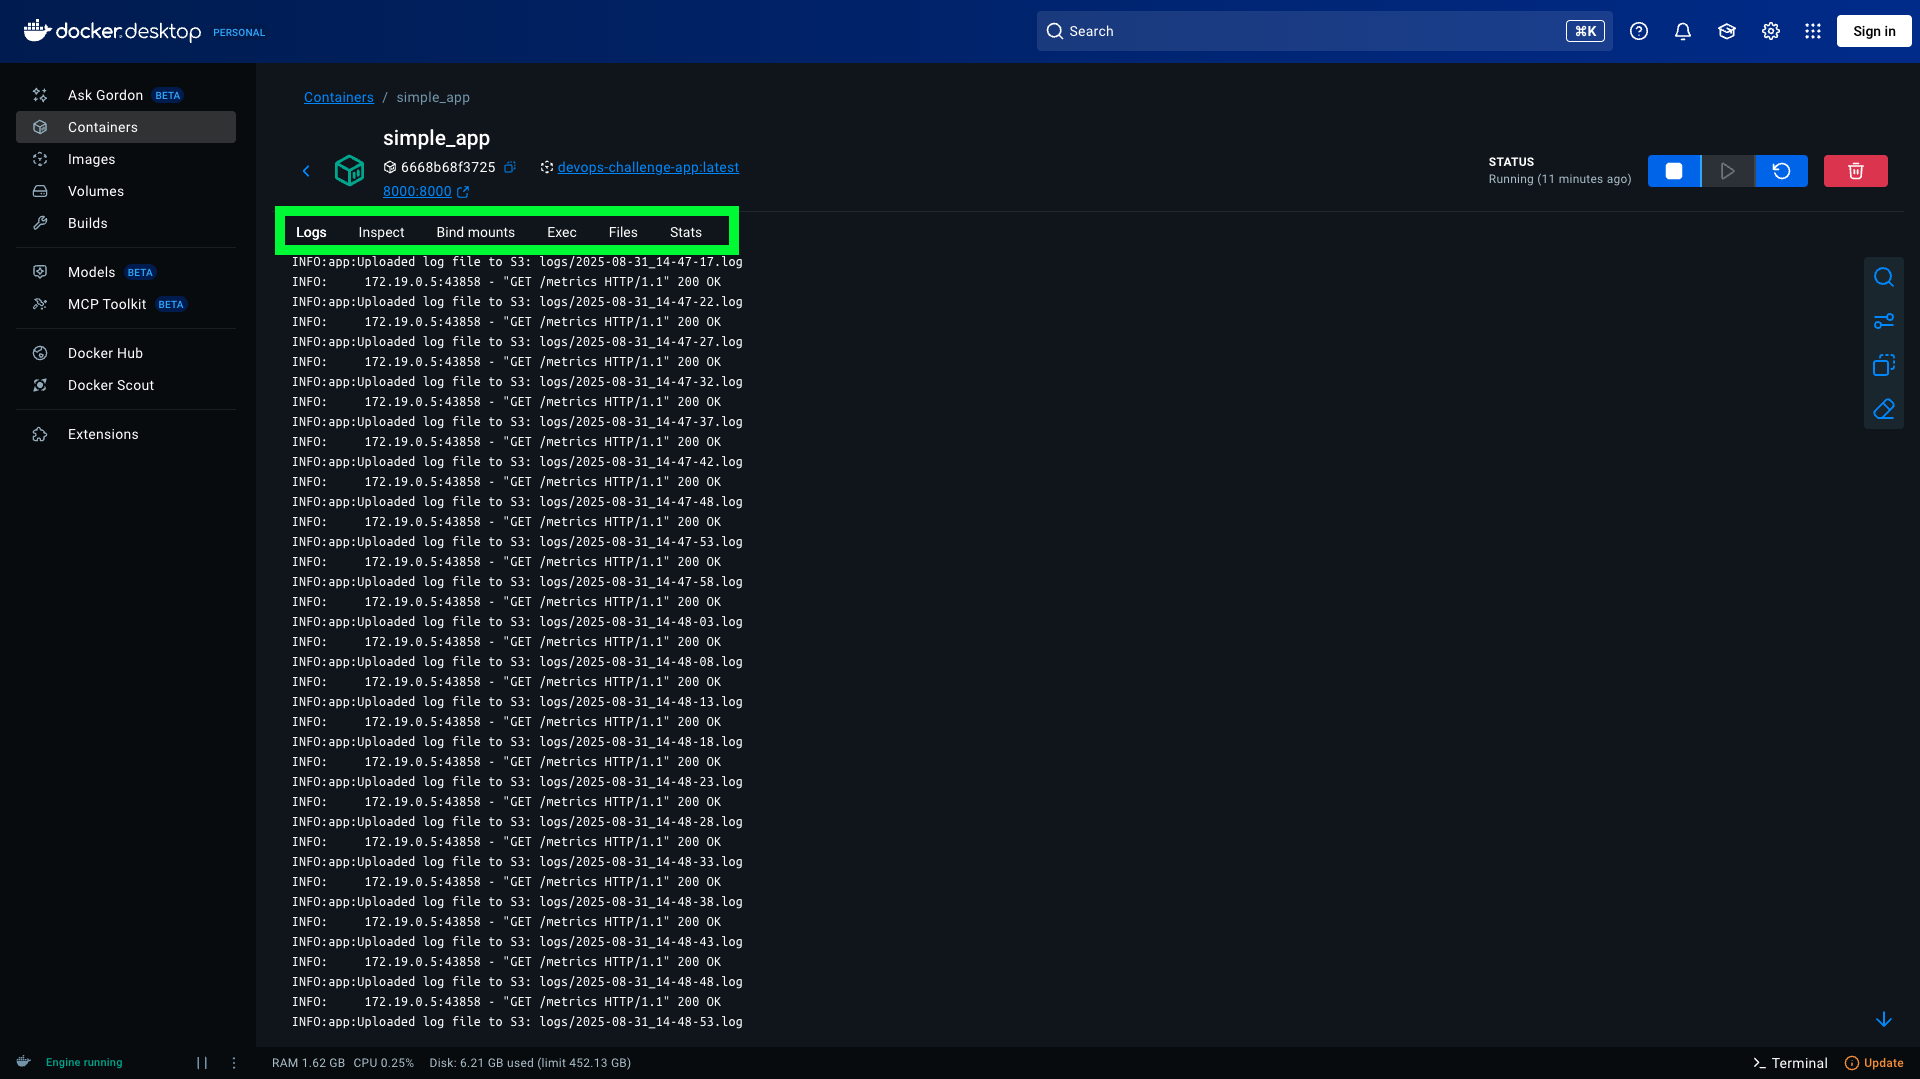 docker.desktop PERSONAL
Search ⌘K
Sign in
Ask Gordon BETA
Containers
Images
Volumes
Builds
Models BETA
MCP Toolkit BETA
Docker Hub
Docker Scout
Extensions
Containers / simple_app
simple_app
6668b68f3725 devops-challenge-app:latest
8000:8000
STATUS
Running (11 minutes ago)
Logs Inspect Bind mounts Exec Files Stats
INFO:app:Uploaded log file to S3: logs/2025-08-31_14-47-17.log
INFO: 172.19.0.5:43858 - "GET /metrics HTTP/1.1" 200 OK
INFO:app:Uploaded log file to S3: logs/2025-08-31_14-47-22.log
INFO: 172.19.0.5:43858 - "GET /metrics HTTP/1.1" 200 OK
INFO:app:Uploaded log file to S3: logs/2025-08-31_14-47-27.log
INFO: 172.19.0.5:43858 - "GET /metrics HTTP/1.1" 200 OK
INFO:app:Uploaded log file to S3: logs/2025-08-31_14-47-32.log
INFO: 172.19.0.5:43858 - "GET /metrics HTTP/1.1" 200 OK
INFO:app:Uploaded log file to S3: logs/2025-08-31_14-47-37.log
INFO: 172.19.0.5:43858 - "GET /metrics HTTP/1.1" 200 OK
INFO:app:Uploaded log file to S3: logs/2025-08-31_14-47-42.log
INFO: 172.19.0.5:43858 - "GET /metrics HTTP/1.1" 200 OK
INFO:app:Uploaded log file to S3: logs/2025-08-31_14-47-48.log
INFO: 172.19.0.5:43858 - "GET /metrics HTTP/1.1" 200 OK
INFO:app:Uploaded log file to S3: logs/2025-08-31_14-47-53.log
INFO: 172.19.0.5:43858 - "GET /metrics HTTP/1.1" 200 OK
INFO:app:Uploaded log file to S3: logs/2025-08-31_14-47-58.log
INFO: 172.19.0.5:43858 - "GET /metrics HTTP/1.1" 200 OK
INFO:app:Uploaded log file to S3: logs/2025-08-31_14-48-03.log
INFO: 172.19.0.5:43858 - "GET /metrics HTTP/1.1" 200 OK
INFO:app:Uploaded log file to S3: logs/2025-08-31_14-48-08.log
INFO: 172.19.0.5:43858 - "GET /metrics HTTP/1.1" 200 OK
INFO:app:Uploaded log file to S3: logs/2025-08-31_14-48-13.log
INFO: 172.19.0.5:43858 - "GET /metrics HTTP/1.1" 200 OK
INFO:app:Uploaded log file to S3: logs/2025-08-31_14-48-18.log
INFO: 172.19.0.5:43858 - "GET /metrics HTTP/1.1" 200 OK
INFO:app:Uploaded log file to S3: logs/2025-08-31_14-48-23.log
INFO: 172.19.0.5:43858 - "GET /metrics HTTP/1.1" 200 OK
INFO:app:Uploaded log file to S3: logs/2025-08-31_14-48-28.log
INFO: 172.19.0.5:43858 - "GET /metrics HTTP/1.1" 200 OK
INFO:app:Uploaded log file to S3: logs/2025-08-31_14-48-33.log
INFO: 172.19.0.5:43858 - "GET /metrics HTTP/1.1" 200 OK
INFO:app:Uploaded log file to S3: logs/2025-08-31_14-48-38.log
INFO: 172.19.0.5:43858 - "GET /metrics HTTP/1.1" 200 OK
INFO:app:Uploaded log file to S3: logs/2025-08-31_14-48-43.log
INFO: 172.19.0.5:43858 - "GET /metrics HTTP/1.1" 200 OK
INFO:app:Uploaded log file to S3: logs/2025-08-31_14-48-48.log
INFO: 172.19.0.5:43858 - "GET /metrics HTTP/1.1" 200 OK
INFO:app:Uploaded log file to S3: logs/2025-08-31_14-48-53.log
Engine running
RAM 1.62 GB CPU 0.25% Disk: 6.21 GB used (limit 452.13 GB)
Terminal
Update